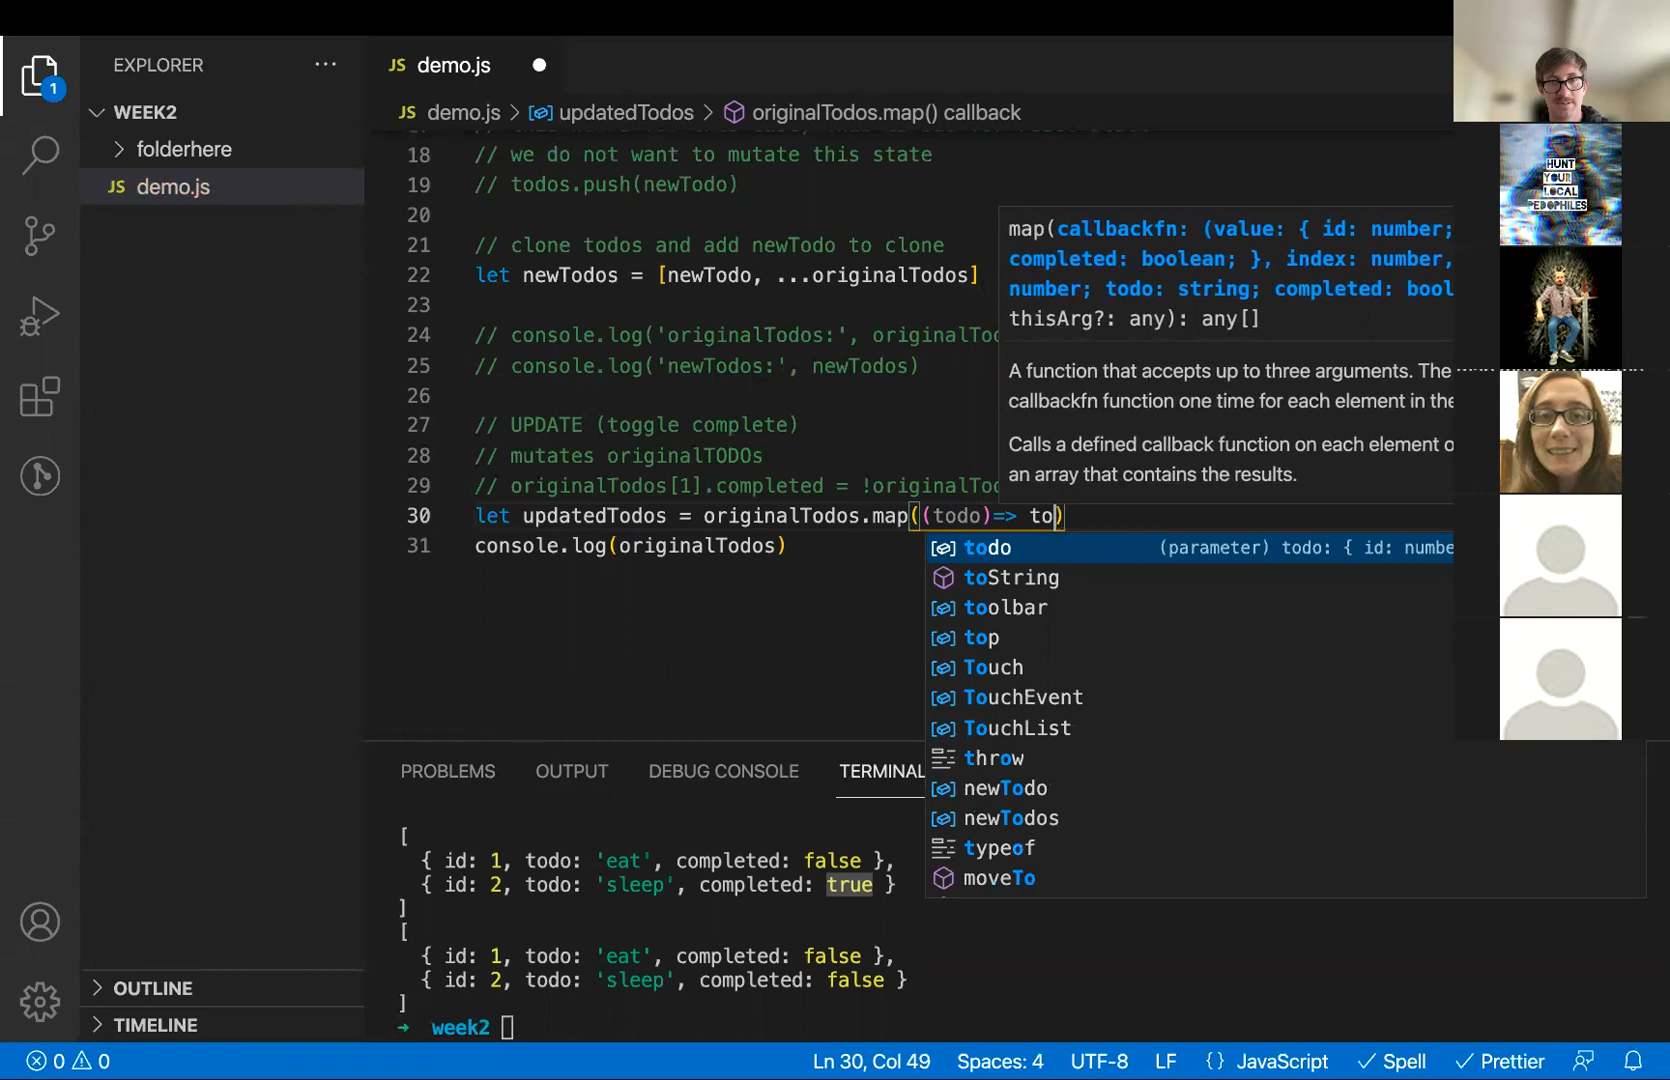 EXPLORER
···
JS demo.js
1
WEEK2
JS demo.js > updatedTodos > originalTodos.map() callback
folderhere
JS demo.js
18 // we do not want to mutate this state
19 // todos.push(newTodo)
20
21 // clone todos and add newTodo to clone
22 let newTodos = [newTodo, ...originalTodos]
23
24 // console.log('originalTodos:', originalTo
25 // console.log('newTodos:', newTodos)
26
27 // UPDATE (toggle complete)
28 // mutates originalTODOs
29 // originalTodos[1].completed = !originalTo
30 let updatedTodos = originalTodos.map((todo)=> to)
31 console.log(originalTodos)
map(callbackfn: (value: { id: number;
completed: boolean; }, index: number,
number; todo: string; completed: bool
thisArg?: any): any[]
A function that accepts up to three arguments. The
callbackfn function one time for each element in the
Calls a defined callback function on each element o
an array that contains the results.
todo (parameter) todo: { id: numbe
toString
toolbar
top
Touch
TouchEvent
TouchList
throw
newTodo
newTodos
typeof
moveTo
HUNT
YOUR
LOCAL
PEDOPHILES
PROBLEMS OUTPUT DEBUG CONSOLE TERMINAL
[
{ id: 1, todo: 'eat', completed: false },
{ id: 2, todo: 'sleep', completed: true }
]
[
{ id: 1, todo: 'eat', completed: false },
{ id: 2, todo: 'sleep', completed: false }
]
→ week2
OUTLINE
TIMELINE
0 0 Ln 30, Col 49 Spaces: 4 UTF-8 LF {} JavaScript ✓ Spell ✓ Prettier